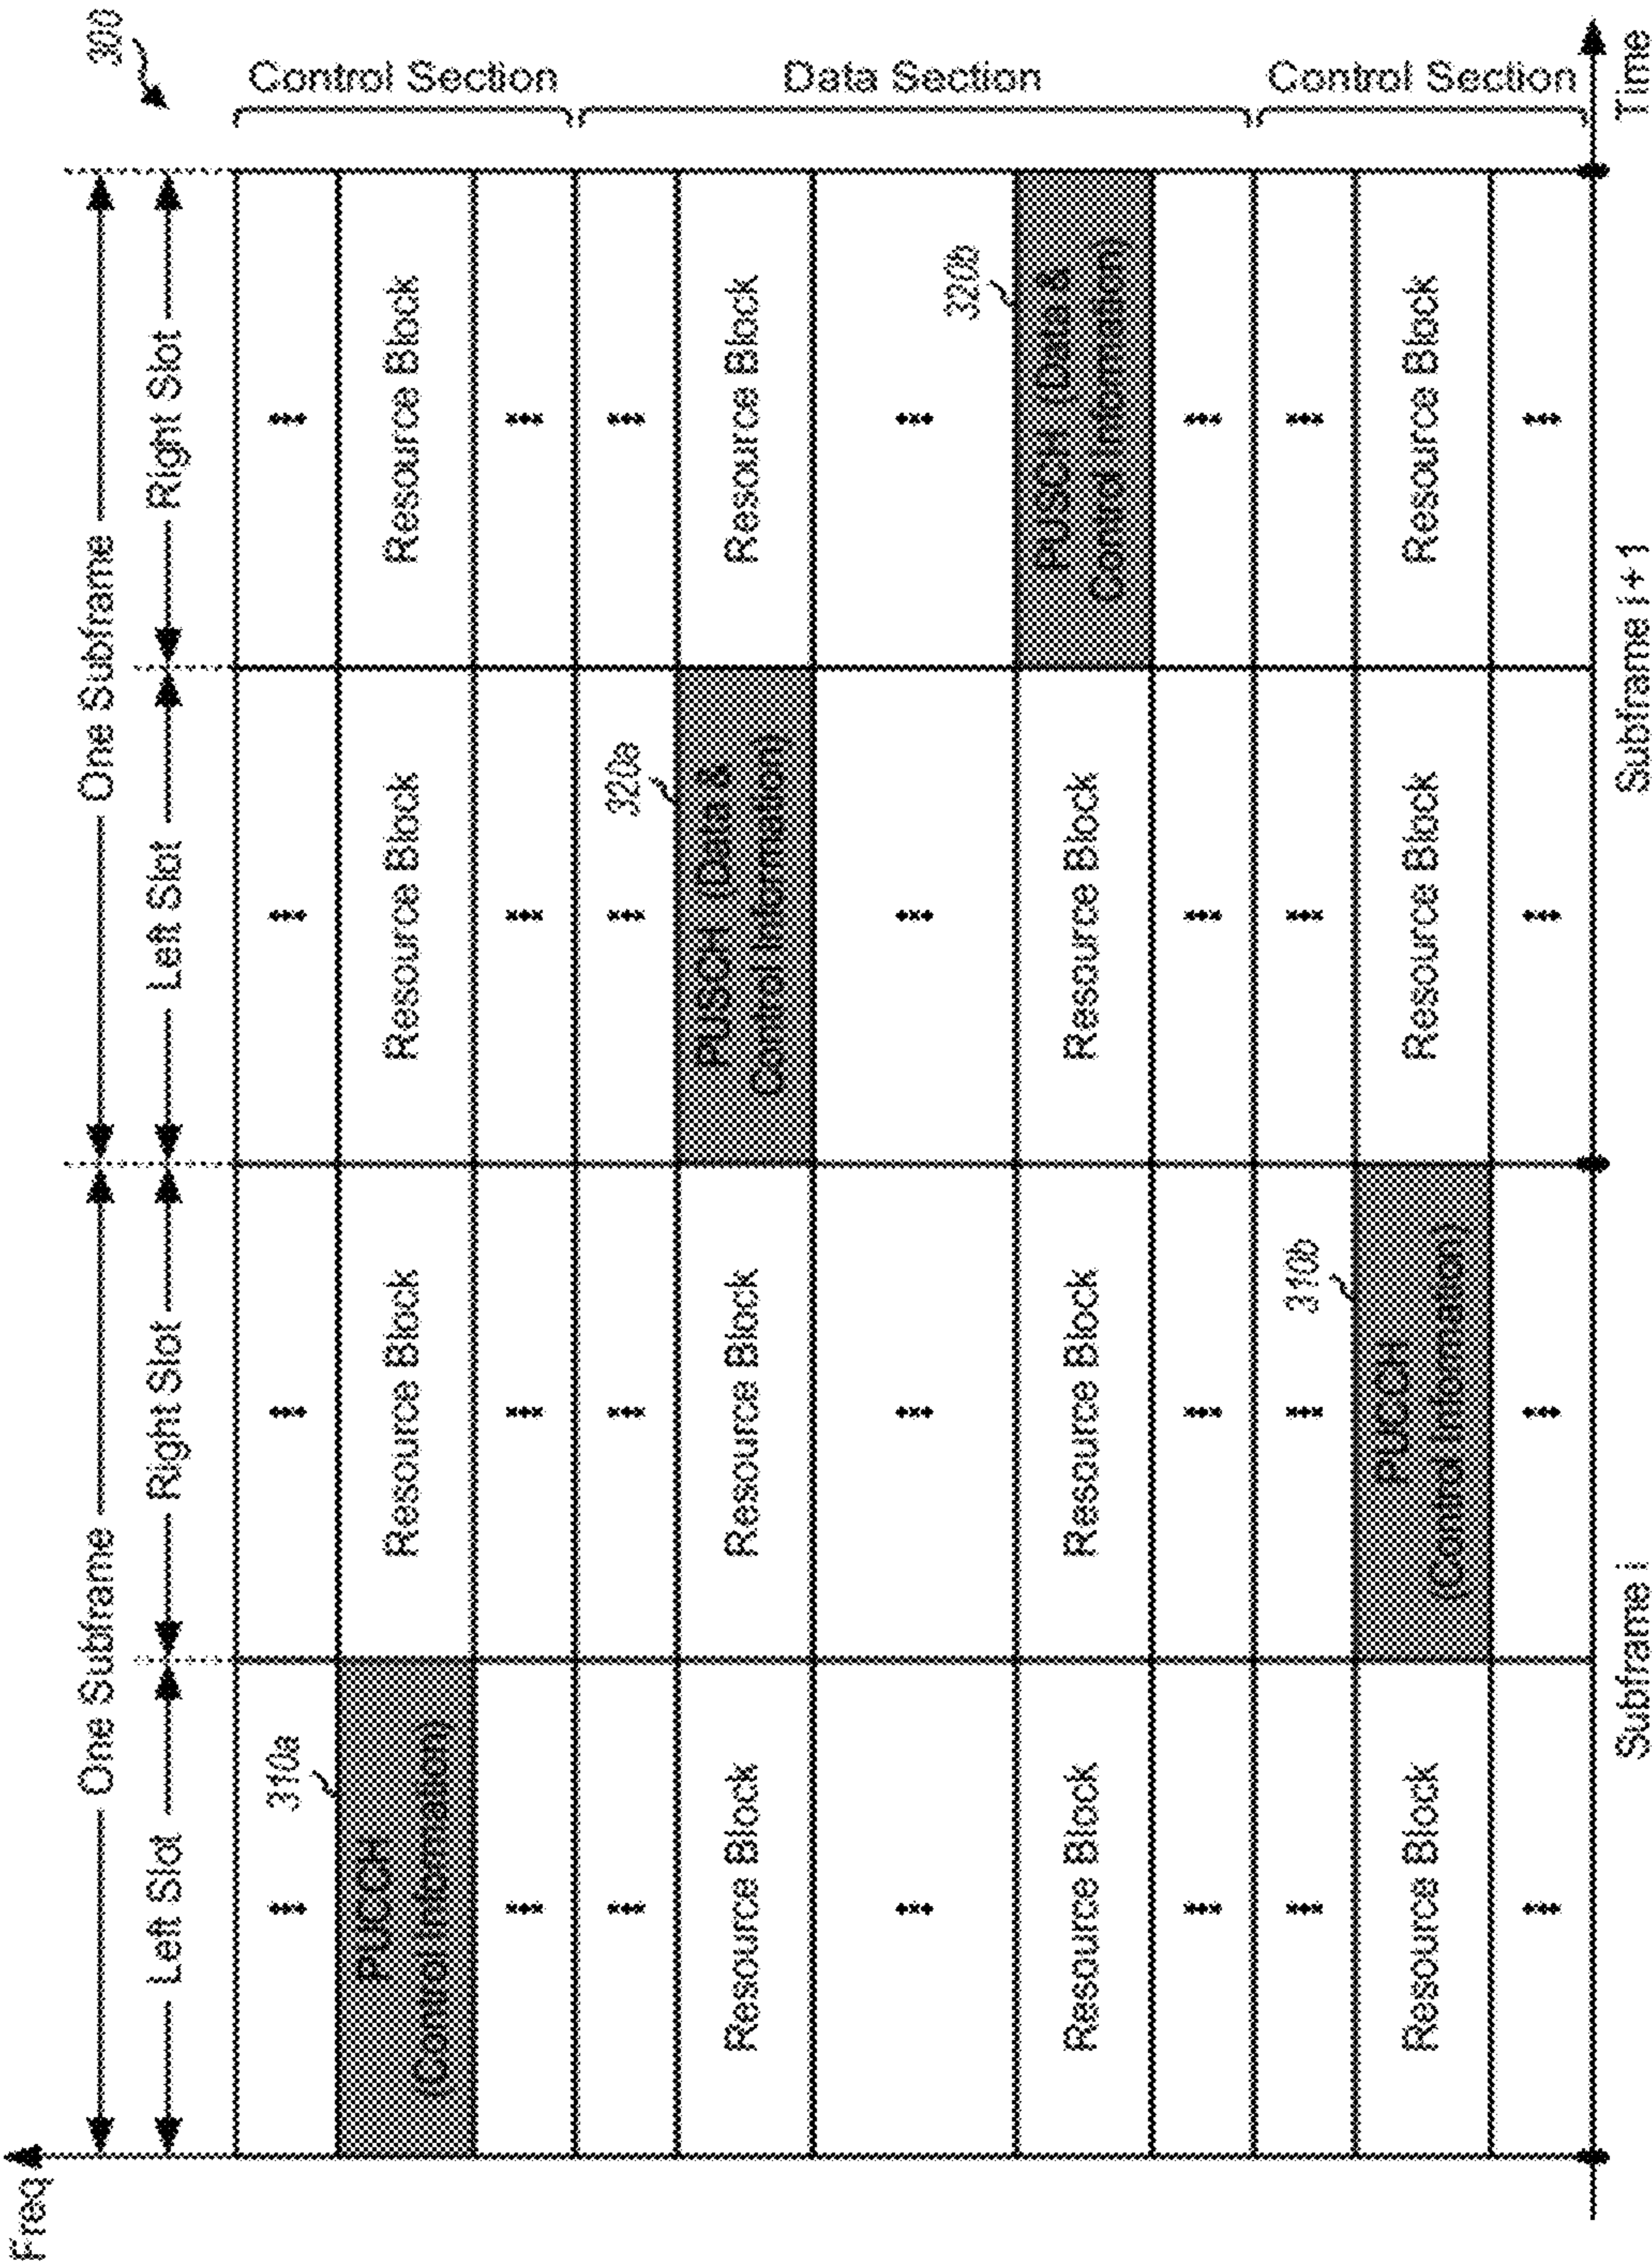 300
One Subframe
One Subframe
Left Slot
Right Slot
Left Slot
Right Slot
Freq
310a
PUCCH
(Control Information)
Resource Block
Resource Block
Resource Block
Control Section
Resource Block
320a
PUSCH (Data &
Control Information)
Resource Block
Resource Block
Data Section
320b
Resource Block
Resource Block
Resource Block
PUSCH (Data &
Control Information)
310b
Resource Block
PUCCH
(Control Information)
Resource Block
Resource Block
Control Section
Subframe i
Subframe i+1
Time